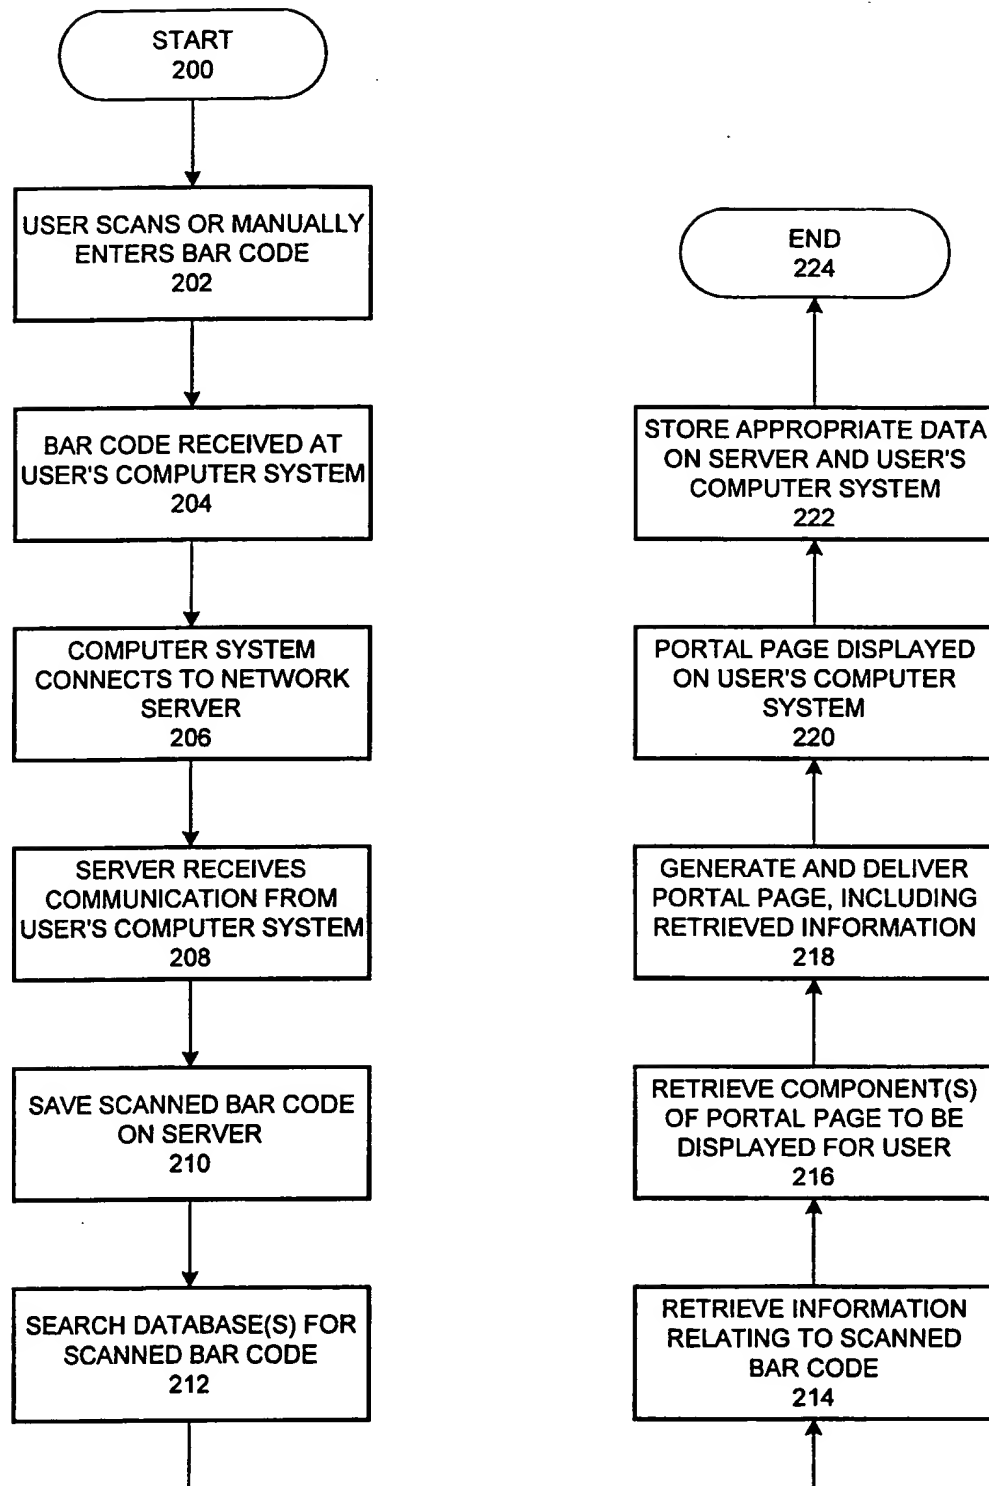 START
200
USER SCANS OR MANUALLY
ENTERS BAR CODE
202
BAR CODE RECEIVED AT
USER'S COMPUTER SYSTEM
204
COMPUTER SYSTEM
CONNECTS TO NETWORK
SERVER
206
SERVER RECEIVES
COMMUNICATION FROM
USER'S COMPUTER SYSTEM
208
SAVE SCANNED BAR CODE
ON SERVER
210
SEARCH DATABASE(S) FOR
SCANNED BAR CODE
212
RETRIEVE INFORMATION
RELATING TO SCANNED
BAR CODE
214
RETRIEVE COMPONENT(S)
OF PORTAL PAGE TO BE
DISPLAYED FOR USER
216
GENERATE AND DELIVER
PORTAL PAGE, INCLUDING
RETRIEVED INFORMATION
218
PORTAL PAGE DISPLAYED
ON USER'S COMPUTER
SYSTEM
220
STORE APPROPRIATE DATA
ON SERVER AND USER'S
COMPUTER SYSTEM
222
END
224